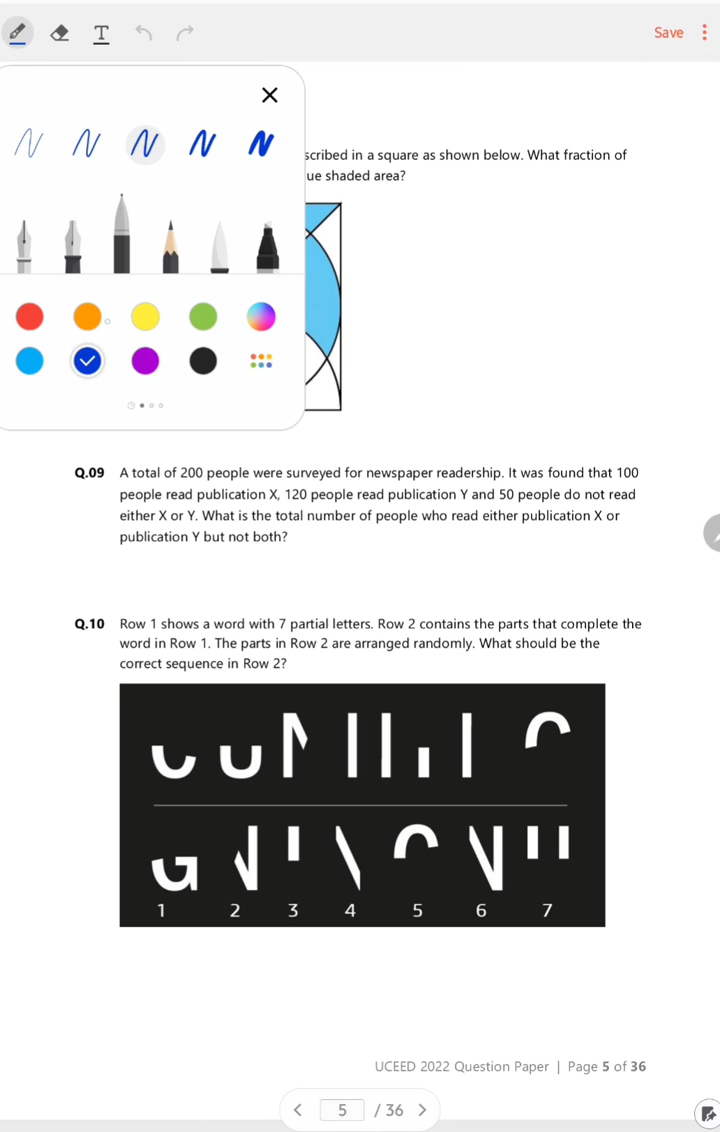 Save
T
scribed in a square as shown below. What fraction of
ue shaded area?
Q.09 A total of 200 people were surveyed for newspaper readership. It was found that 100
people read publication X, 120 people read publication Y and 50 people do not read
either X or Y. What is the total number of people who read either publication X or
publication Y but not both?
Q.10 Row 1 shows a word with 7 partial letters. Row 2 contains the parts that complete the
word in Row 1. The parts in Row 2 are arranged randomly. What should be the
correct sequence in Row 2?
1 2 3 4 5 6 7
UCEED 2022 Question Paper | Page 5 of 36
5 / 36